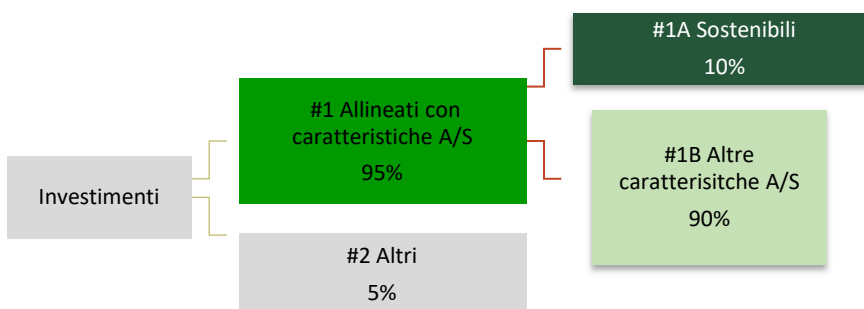 Investimenti
#1 Allineati con
caratteristiche A/S
95%
#2 Altri
5%
#1A Sostenibili
10%
#1B Altre
caratterisitche A/S
90%